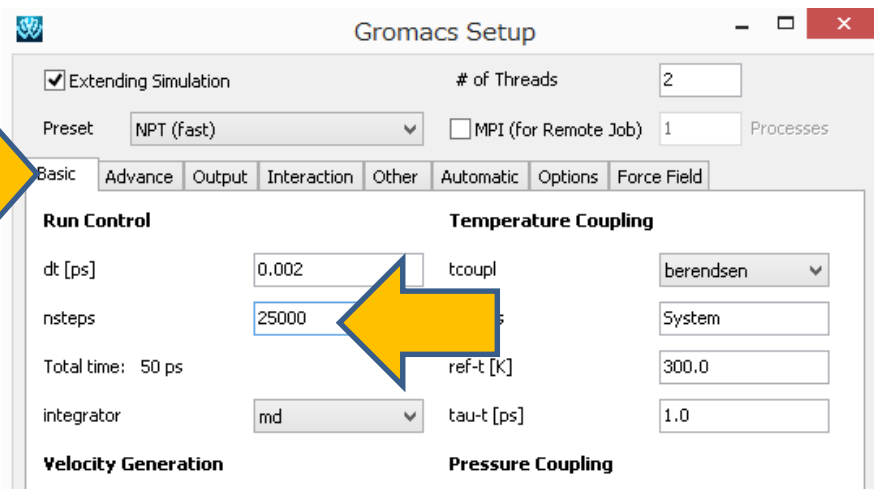 Gromacs Setup
Extending Simulation
# of Threads
2
Preset
NPT (fast)
MPI (for Remote Job)
1
Processes
Basic
Advance
Output
Interaction
Other
Automatic
Options
Force Field
Run Control
Temperature Coupling
dt [ps]
0.002
tcoupl
berendsen
nsteps
25000
System
Total time: 50 ps
ref-t [K]
300.0
integrator
md
tau-t [ps]
1.0
Velocity Generation
Pressure Coupling